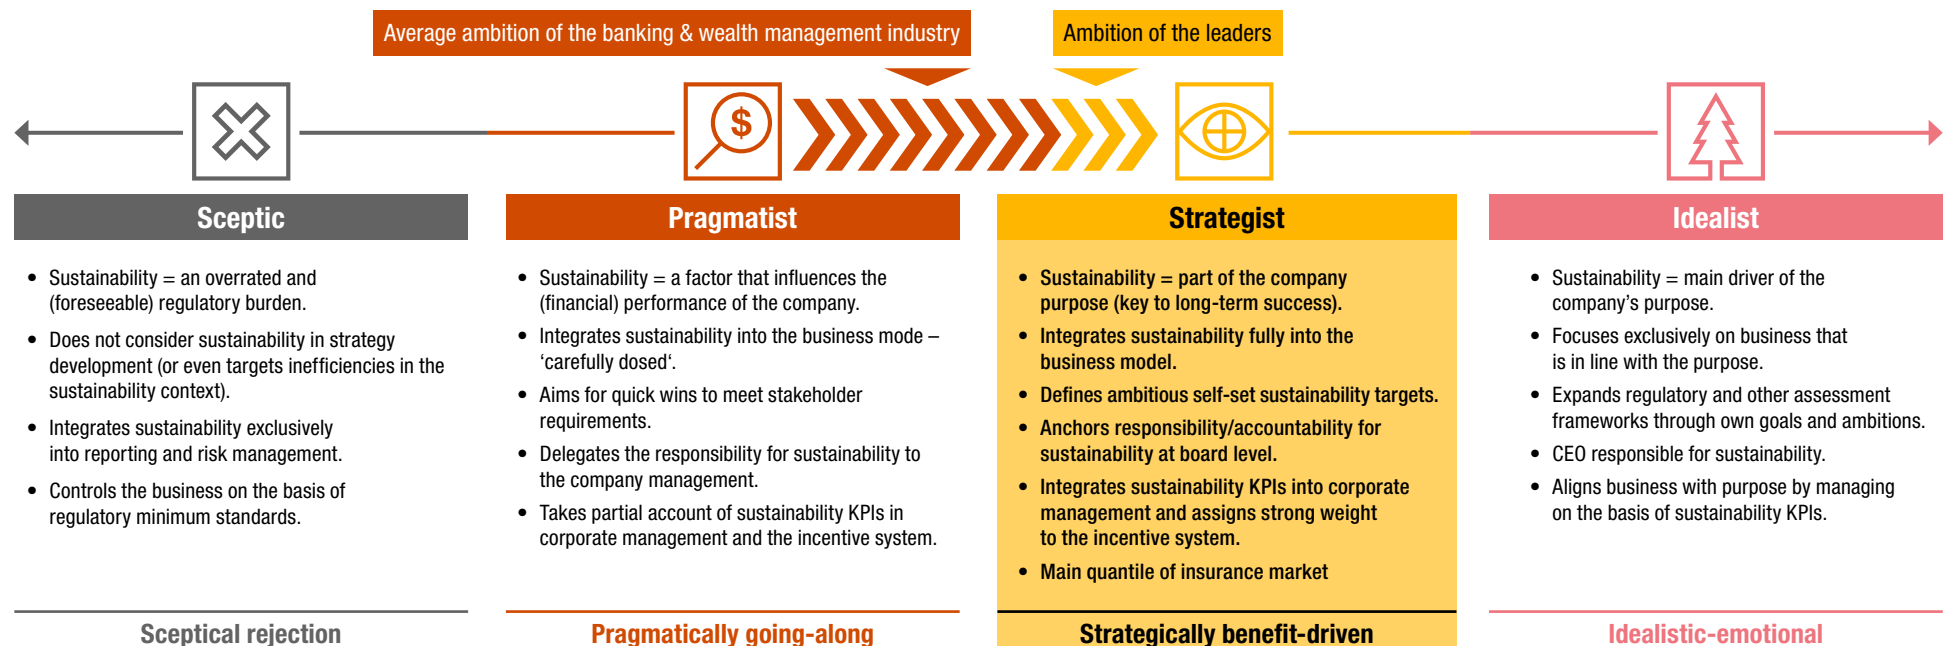 Average ambition of the banking & wealth management industry
Ambition of the leaders
$
Sceptic
• Sustainability = an overrated and
(foreseeable) regulatory burden.
• Does not consider sustainability in strategy
development (or even targets inefficiencies in the
sustainability context).
• Integrates sustainability exclusively
into reporting and risk management.
• Controls the business on the basis of
regulatory minimum standards.
Sceptical rejection
Pragmatist
• Sustainability = a factor that influences the
(financial) performance of the company.
• Integrates sustainability into the business mode –
‘carefully dosed‘.
• Aims for quick wins to meet stakeholder
requirements.
• Delegates the responsibility for sustainability to
the company management.
• Takes partial account of sustainability KPIs in
corporate management and the incentive system.
Pragmatically going-along
Strategist
• Sustainability = part of the company
purpose (key to long-term success).
• Integrates sustainability fully into the
business model.
• Defines ambitious self-set sustainability targets.
• Anchors responsibility/accountability for
sustainability at board level.
• Integrates sustainability KPIs into corporate
management and assigns strong weight
to the incentive system.
• Main quantile of insurance market
Strategically benefit-driven
Idealist
• Sustainability = main driver of the
company’s purpose.
• Focuses exclusively on business that
is in line with the purpose.
• Expands regulatory and other assessment
frameworks through own goals and ambitions.
• CEO responsible for sustainability.
• Aligns business with purpose by managing
on the basis of sustainability KPIs.
Idealistic-emotional